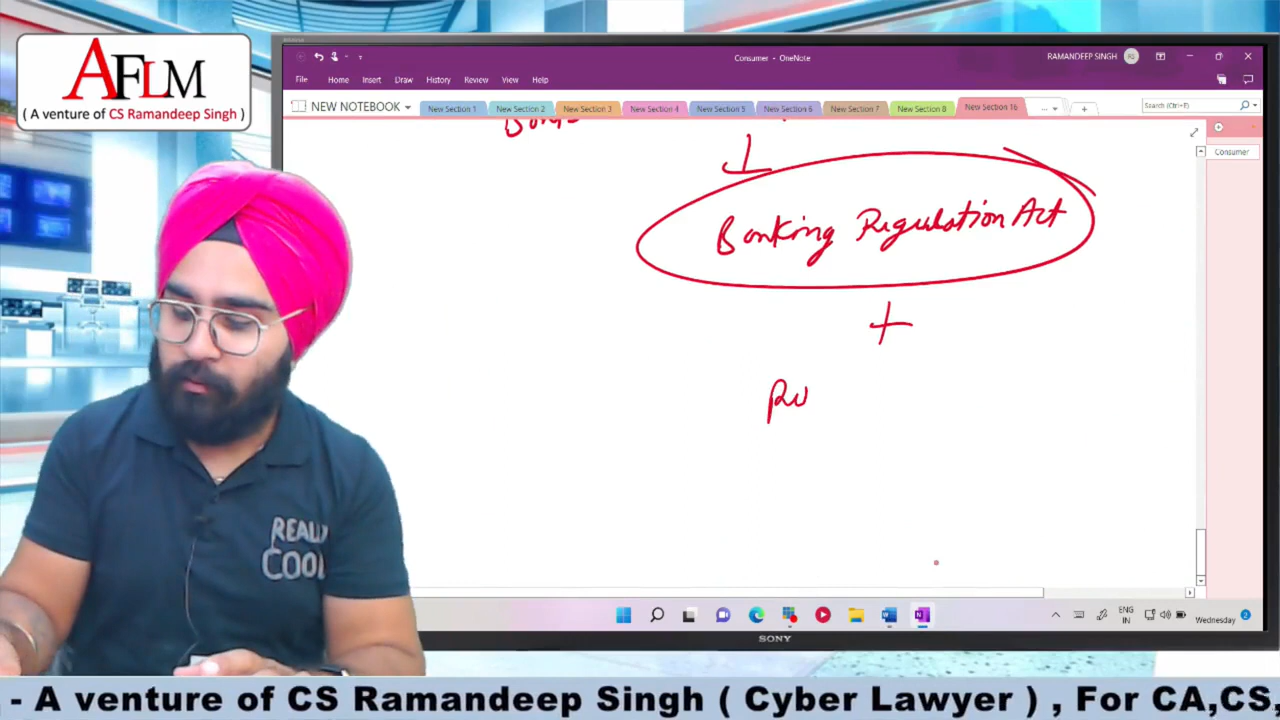 AFLM
( A venture of CS Ramandeep Singh )
Consumer - OneNote
RAMANDEEP SINGH
File Home Insert Draw History Review View Help
NEW NOTEBOOK
New Section 1 New Section 2 New Section 3 New Section 4 New Section 5 New Section 6 New Section 7 New Section 8 New Section 16 ...
Search (Ctrl+E)
Consumer
Banking Regulation Act
+
REALLY
COOL
ENG
IN
Wednesday
2
SONY
- A venture of CS Ramandeep Singh ( Cyber Lawyer ) , For CA,CS,